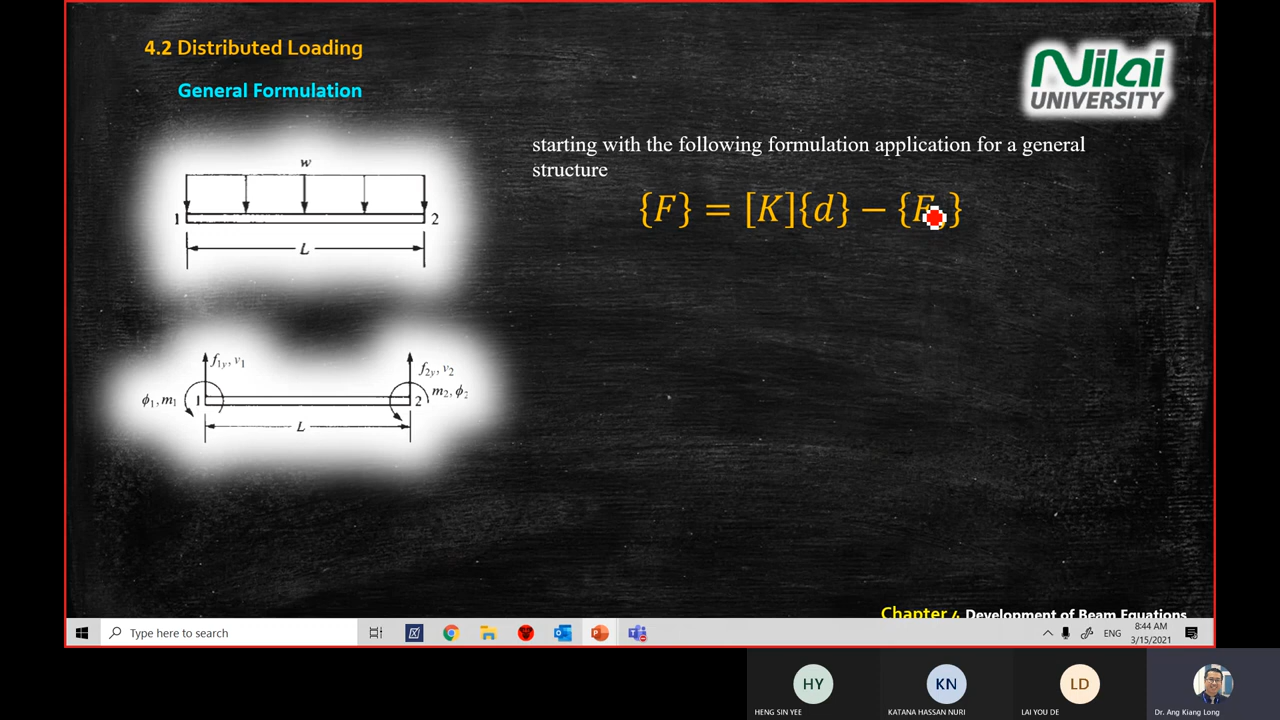 4.2 Distributed Loading
General Formulation
Nilai
UNIVERSITY
starting with the following formulation application for a general
structure
{F} = [K]{d} − {F }
w
1
2
L
f1y, v1
f2y, v2
ϕ1, m1
1
2
m2, ϕ2
L
Chapter 4 Development of Beam Equations
Type here to search
ENG
8:44 AM
3/15/2021
HY
KN
LD
HENG SIN YEE
KATANA HASSAN NURI
LAI YOU DE
Dr. Ang Kiang Long